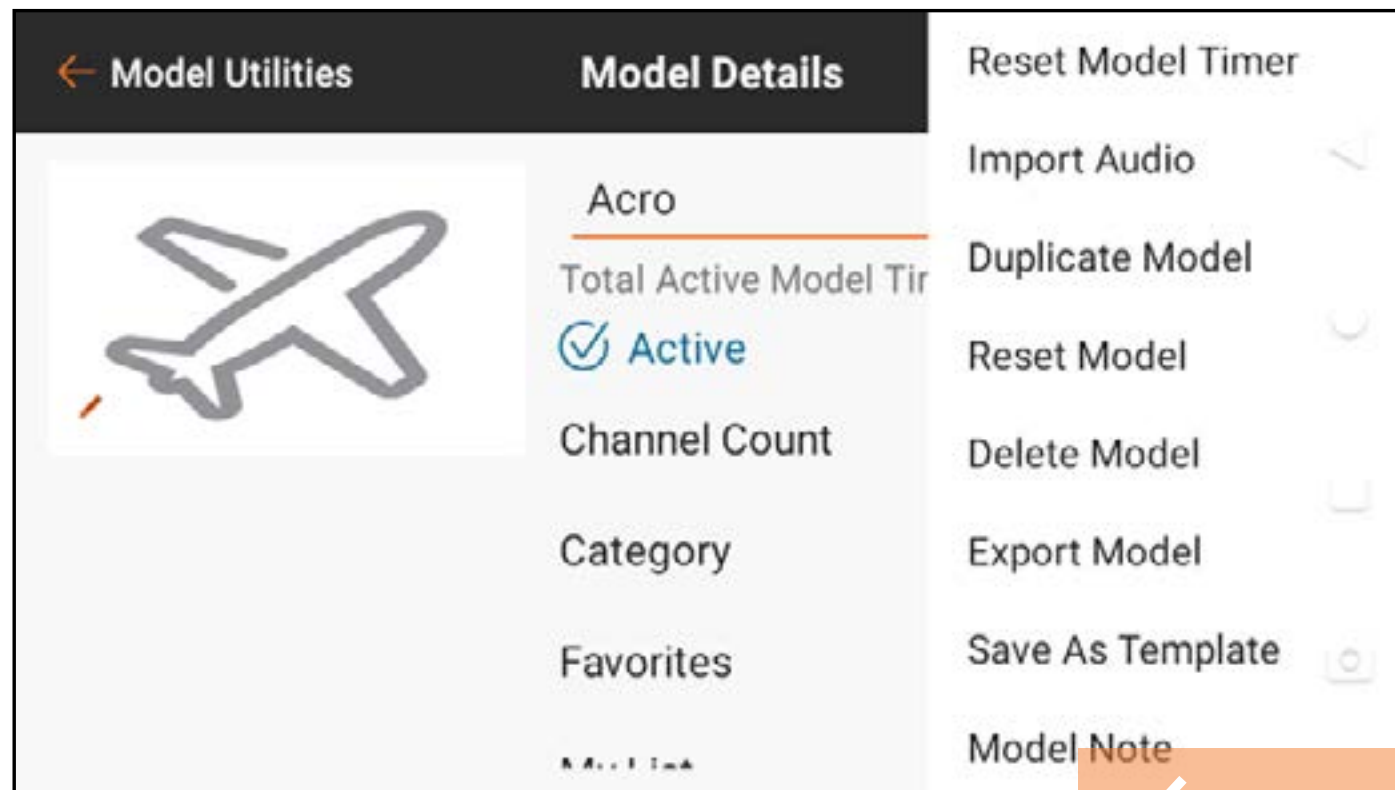 Model Utilities
Model Details
Acro
Total Active Model
Active
Channel Count
Category
Favorites
Reset Model Timer
Import Audio
Duplicate Model
Reset Model
Delete Model
Export Model
Save As Template
Model Note